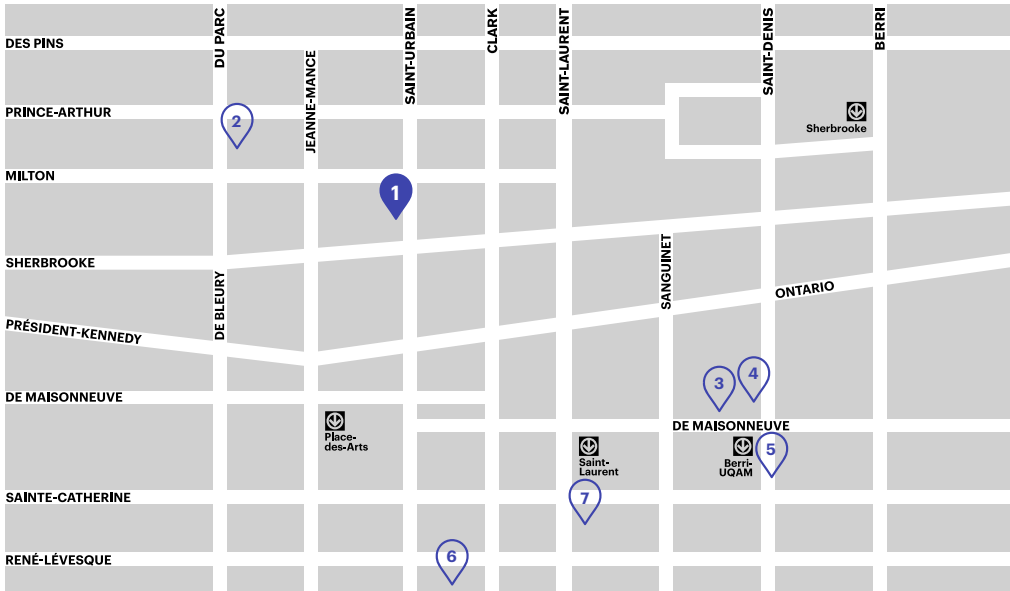 DES PINS
DU PARC
SAINT-URBAIN
CLARK
SAINT-LAURENT
SAINT-DENIS
BERRI
JEANNE-MANCE
PRINCE-ARTHUR
2
Sherbrooke
MILTON
1
SHERBROOKE
DE BLEURY
SANGUINET
ONTARIO
PRÉSIDENT-KENNEDY
3
4
DE MAISONNEUVE
DE MAISONNEUVE
Place-
des-Arts
Saint-
Laurent
Berri-
UQAM
5
SAINTE-CATHERINE
7
RENÉ-LÉVESQUE
6